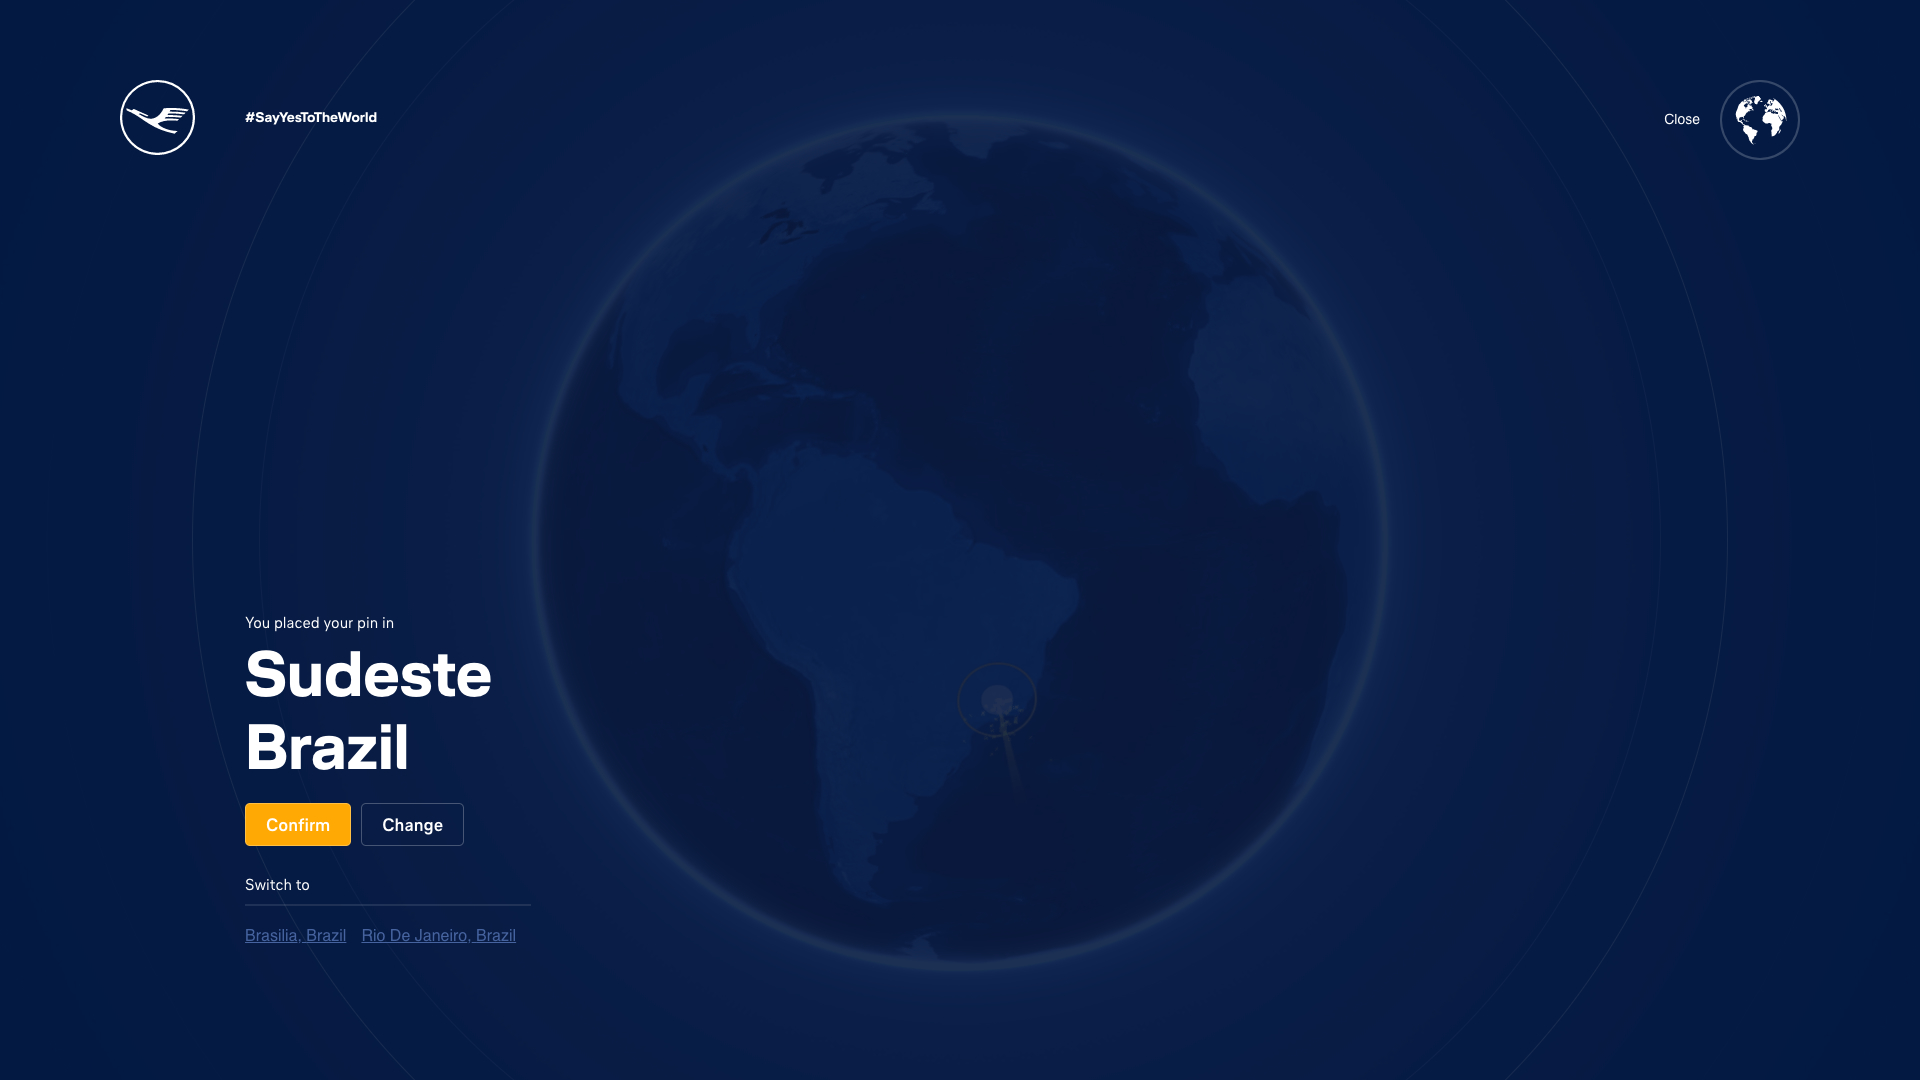 #SayYesToTheWorld
Close
You placed your pin in
Sudeste
Brazil
Confirm
Change
Switch to
Brasilia, Brazil
Rio De Janeiro, Brazil